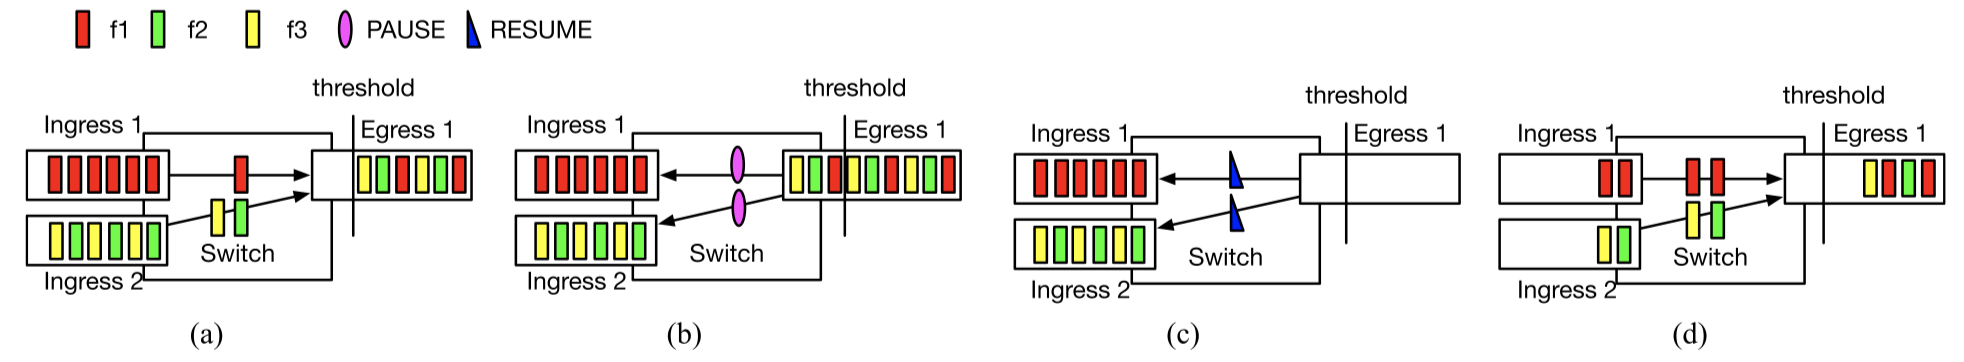 f1 f2 f3 PAUSE RESUME
threshold
Ingress 1 Egress 1
Switch
Ingress 2
(a)
threshold
Ingress 1 Egress 1
Switch
Ingress 2
(b)
threshold
Ingress 1 Egress 1
Switch
Ingress 2
(c)
threshold
Ingress 1 Egress 1
Switch
Ingress 2
(d)